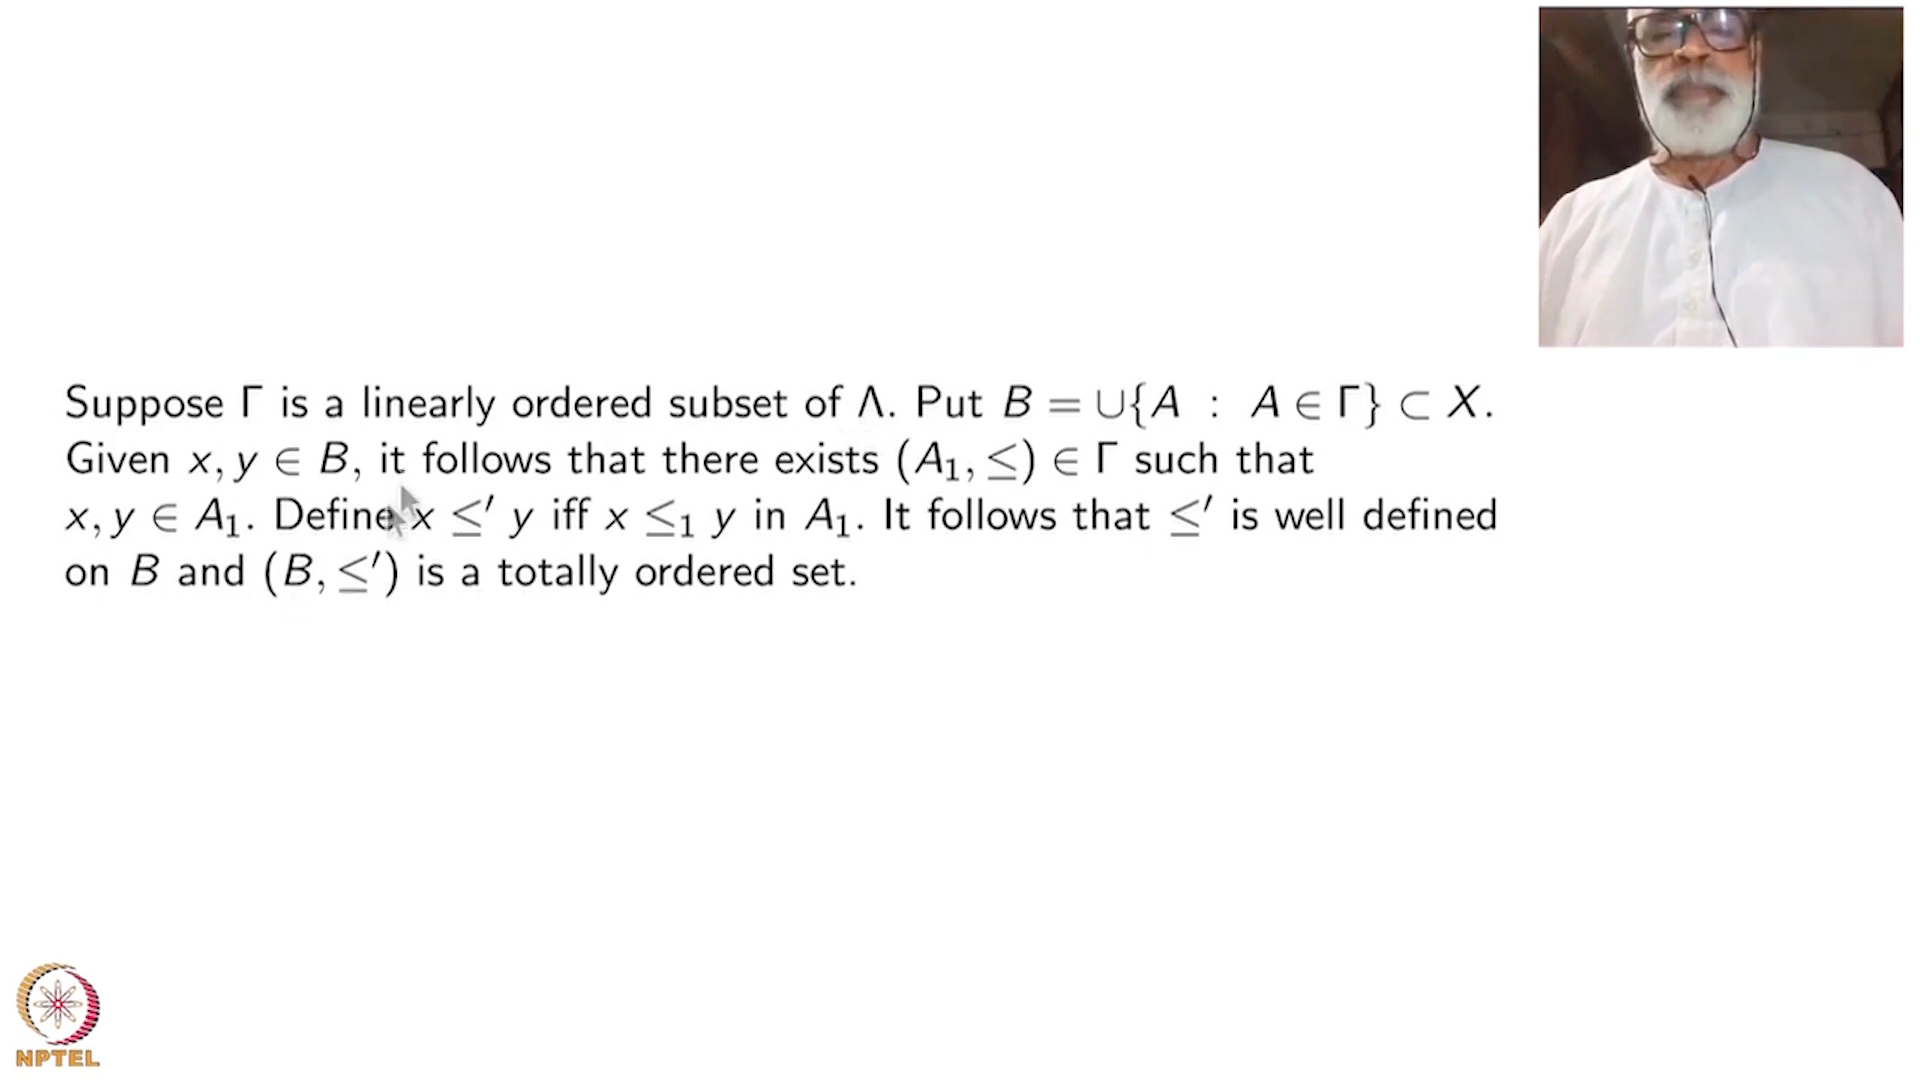 Suppose Γ is a linearly ordered subset of Λ. Put B = ∪{A : A ∈ Γ} ⊂ X.
Given x, y ∈ B, it follows that there exists (A₁, ≤) ∈ Γ such that
x, y ∈ A₁. Define x ≤′ y iff x ≤₁ y in A₁. It follows that ≤′ is well defined
on B and (B, ≤′) is a totally ordered set.
NPTEL